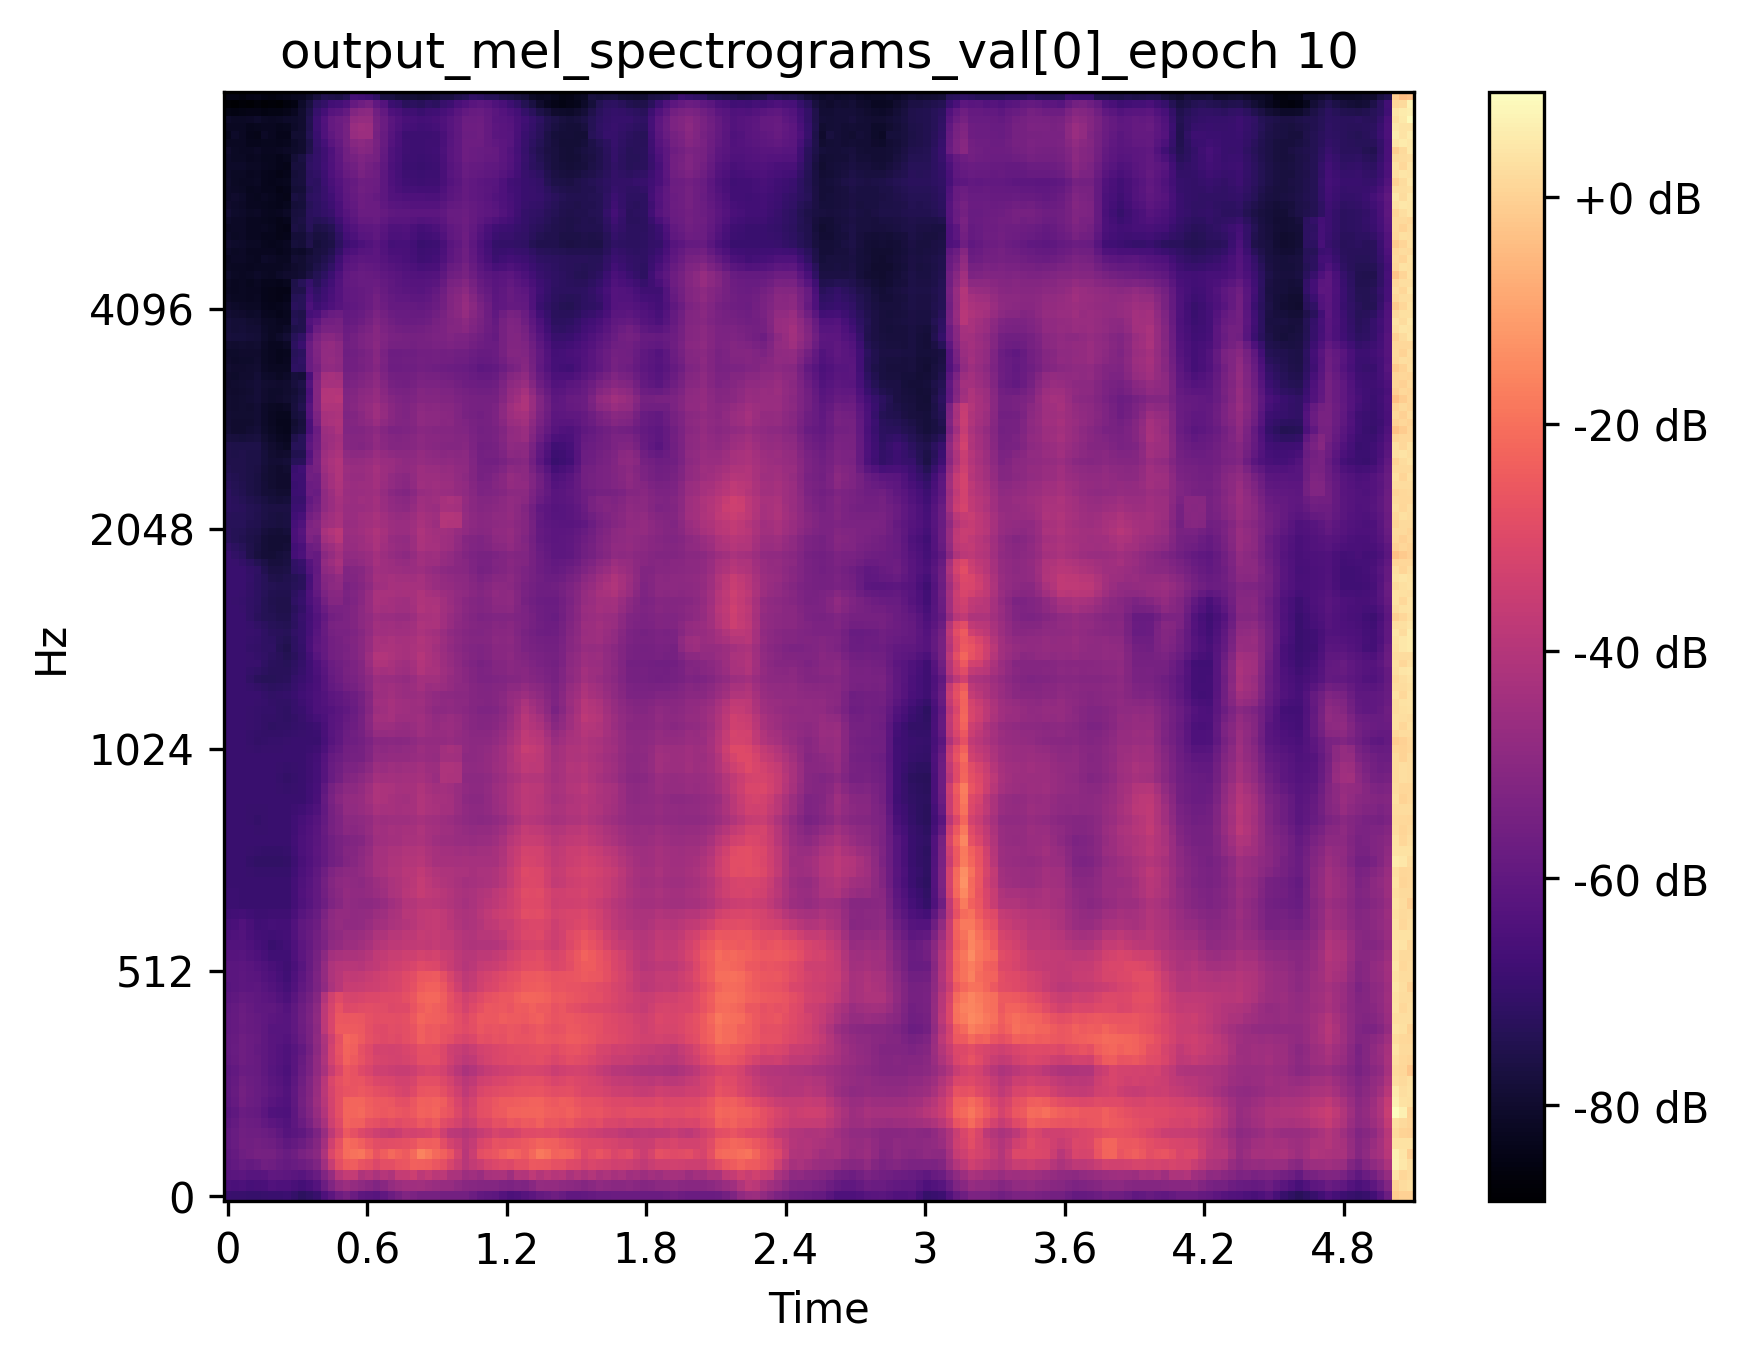 output_mel_spectrograms_val[0]_epoch 10
Hz
4096
2048
1024
512
0
0 0.6 1.2 1.8 2.4 3 3.6 4.2 4.8
Time
+0 dB
-20 dB
-40 dB
-60 dB
-80 dB